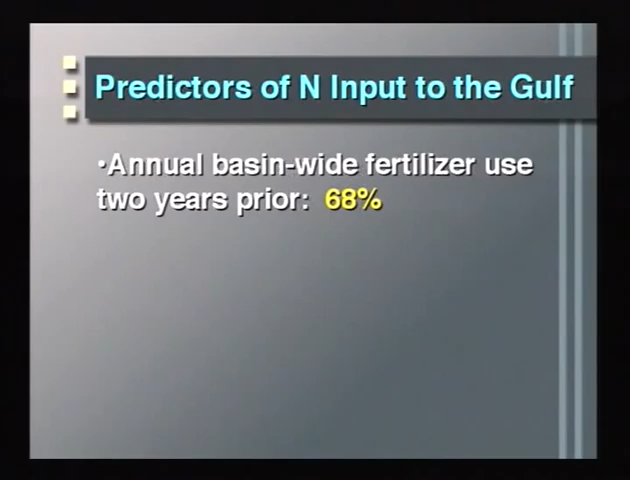 Predictors of N Input to the Gulf
•Annual basin-wide fertilizer use
two years prior: 68%